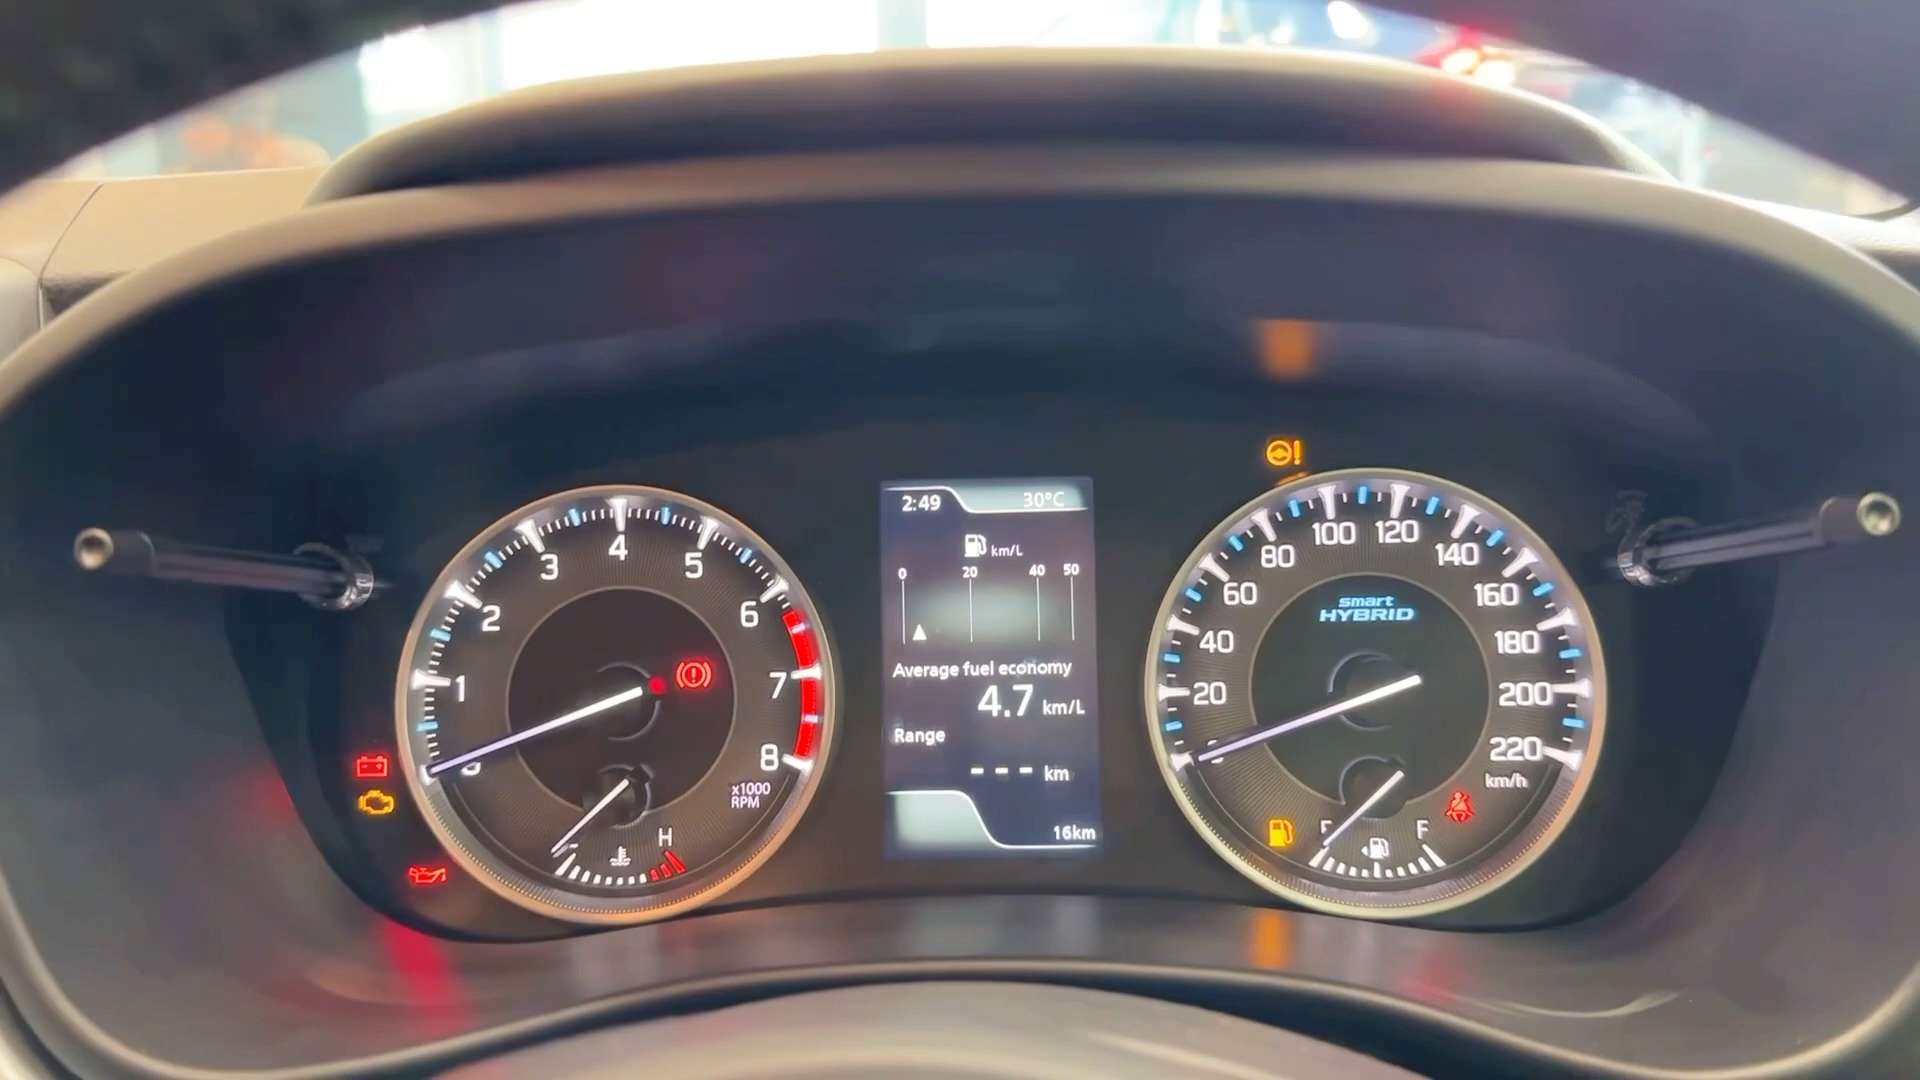 2:49 30°C
km/L
0 20 40 50
Average fuel economy
4.7 km/L
Range
--- km
16km
1
2
3
4
5
6
7
8
x1000
RPM
H
20
40
60
80
100
120
140
160
180
200
220
km/h
smart
HYBRID
F